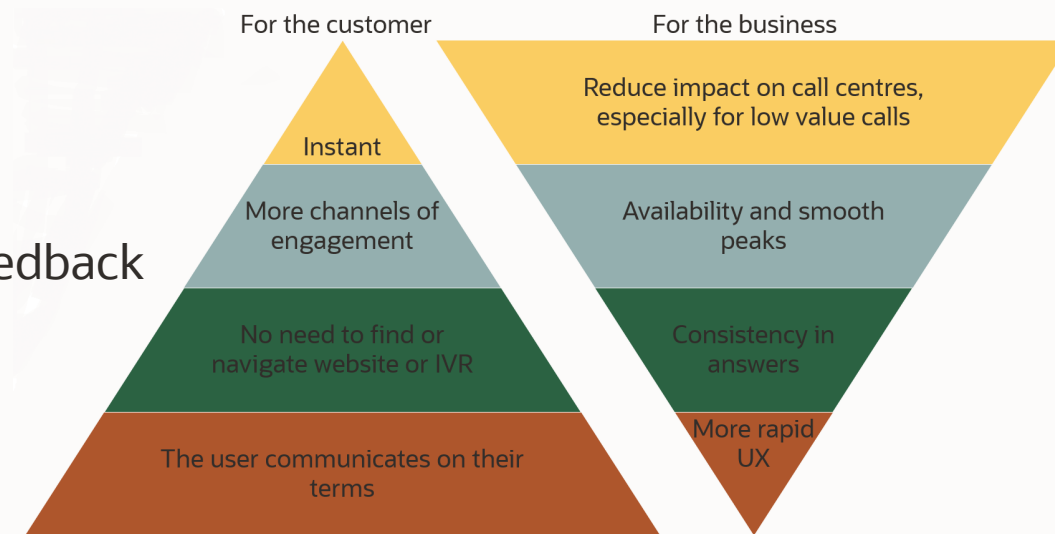 For the customer
For the business
Instant
More channels of
engagement
No need to find or
navigate website or IVR
The user communicates on their
terms
Reduce impact on call centres,
especially for low value calls
Availability and smooth
peaks
Consistency in
answers
More rapid
UX
edback